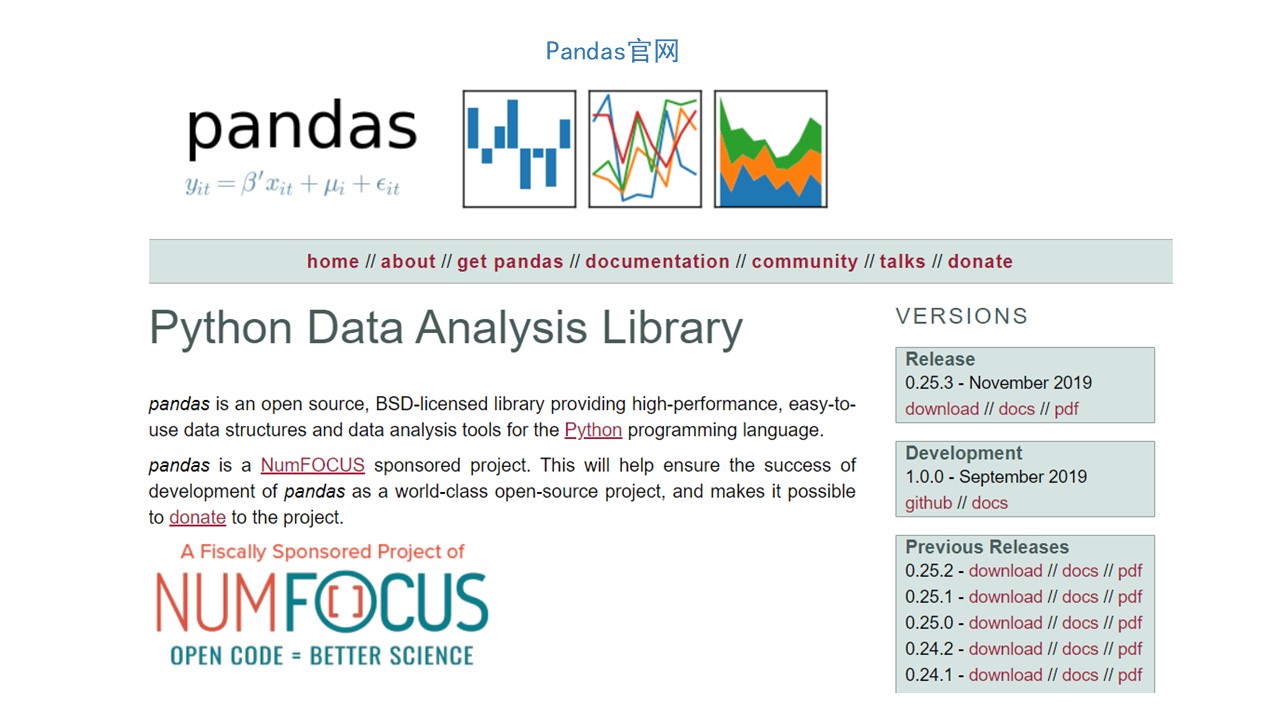 Pandas官网
pandas
y_{it} = β'x_{it} + μ_i + ϵ_{it}
home // about // get pandas // documentation // community // talks // donate
Python Data Analysis Library
pandas is an open source, BSD-licensed library providing high-performance, easy-to-
use data structures and data analysis tools for the Python programming language.
pandas is a NumFOCUS sponsored project. This will help ensure the success of
development of pandas as a world-class open-source project, and makes it possible
to donate to the project.
A Fiscally Sponsored Project of
NUMFOCUS
OPEN CODE = BETTER SCIENCE
VERSIONS
Release
0.25.3 - November 2019
download // docs // pdf
Development
1.0.0 - September 2019
github // docs
Previous Releases
0.25.2 - download // docs // pdf
0.25.1 - download // docs // pdf
0.25.0 - download // docs // pdf
0.24.2 - download // docs // pdf
0.24.1 - download // docs // pdf